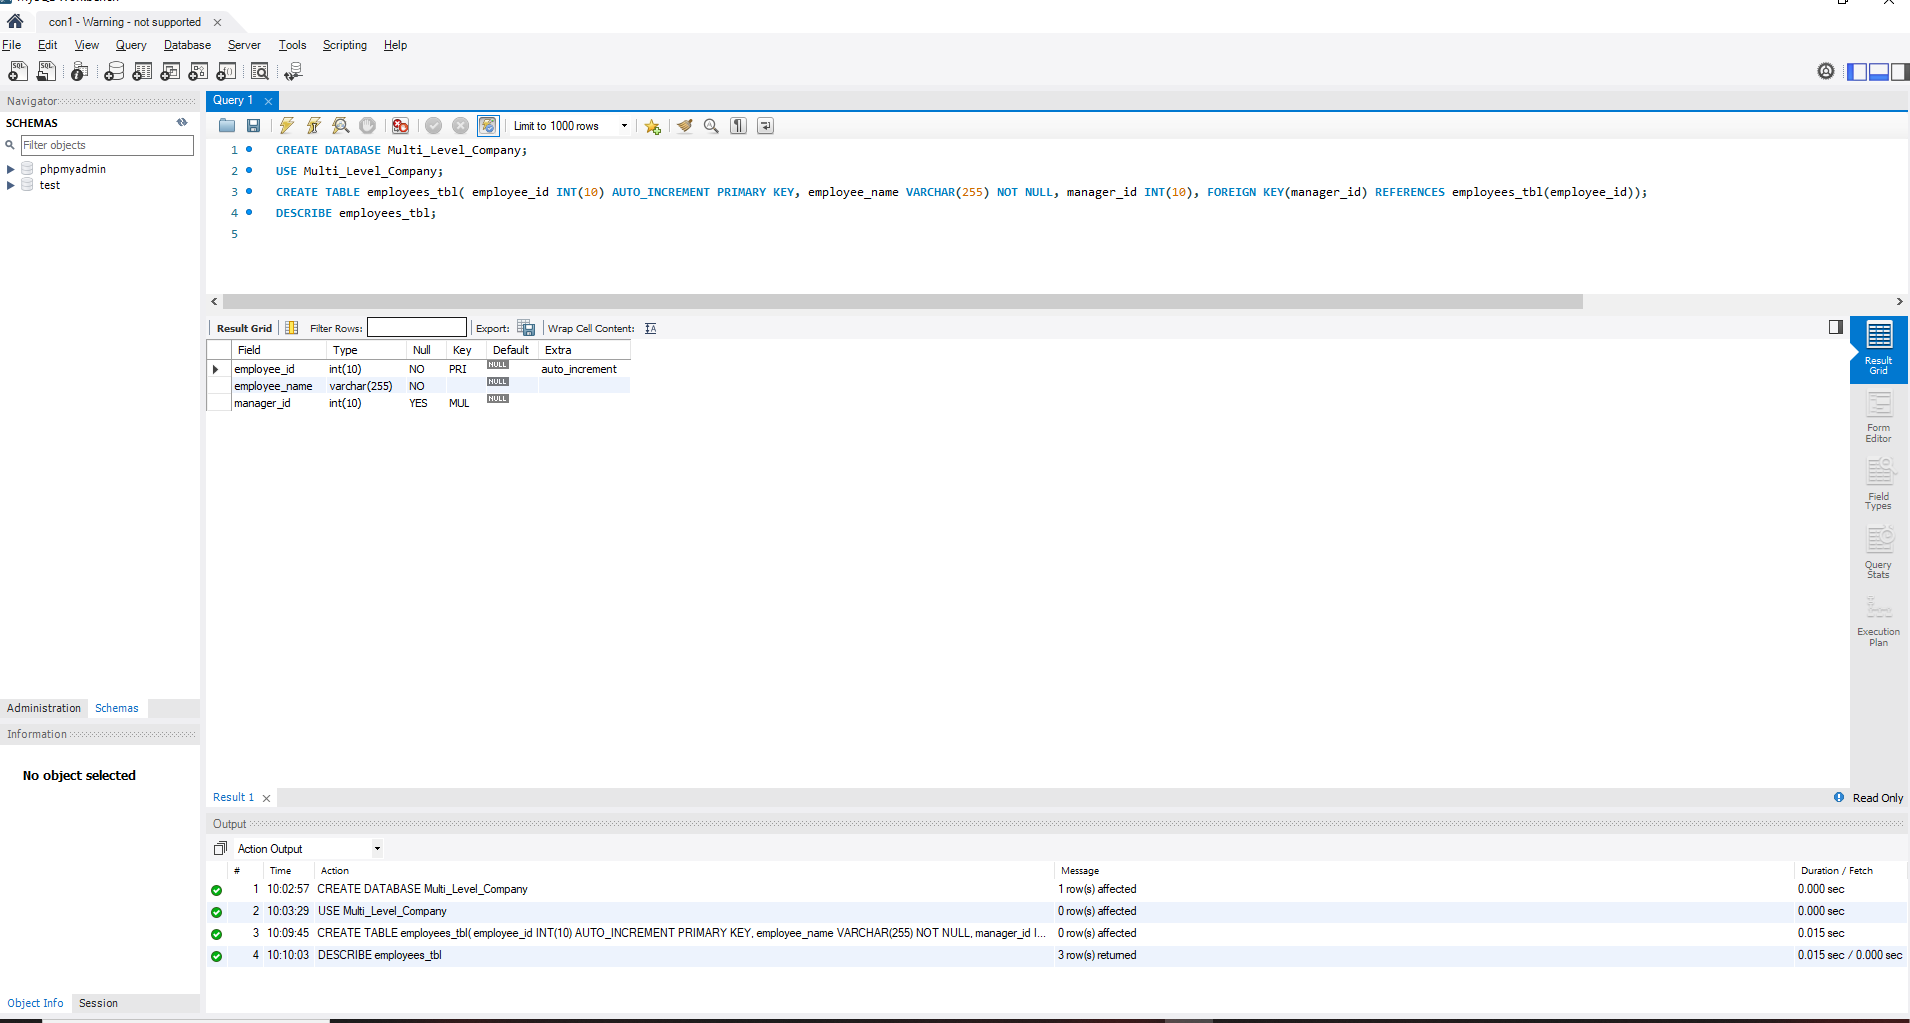 con1 - Warning - not supported
File Edit View Query Database Server Tools Scripting Help
Navigator
SCHEMAS
Filter objects
phpmyadmin
test
Administration Schemas
Information
No object selected
Object Info Session
Query 1
Limit to 1000 rows
1 CREATE DATABASE Multi_Level_Company;
2 USE Multi_Level_Company;
3 CREATE TABLE employees_tbl( employee_id INT(10) AUTO_INCREMENT PRIMARY KEY, employee_name VARCHAR(255) NOT NULL, manager_id INT(10), FOREIGN KEY(manager_id) REFERENCES employees_tbl(employee_id));
4 DESCRIBE employees_tbl;
5
Result Grid Filter Rows: Export: Wrap Cell Content:
Field Type Null Key Default Extra
employee_id int(10) NO PRI NULL auto_increment
employee_name varchar(255) NO NULL
manager_id int(10) YES MUL NULL
Result Grid
Form Editor
Field Types
Query Stats
Execution Plan
Result 1
Read Only
Output
Action Output
# Time Action Message Duration / Fetch
1 10:02:57 CREATE DATABASE Multi_Level_Company 1 row(s) affected 0.000 sec
2 10:03:29 USE Multi_Level_Company 0 row(s) affected 0.000 sec
3 10:09:45 CREATE TABLE employees_tbl( employee_id INT(10) AUTO_INCREMENT PRIMARY KEY, employee_name VARCHAR(255) NOT NULL, manager_id I... 0 row(s) affected 0.015 sec
4 10:10:03 DESCRIBE employees_tbl 3 row(s) returned 0.015 sec / 0.000 sec